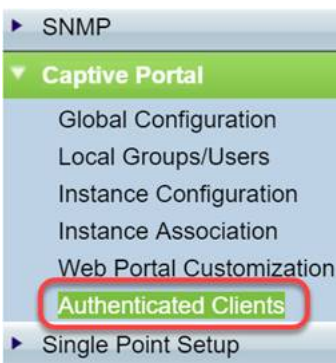 SNMP
Captive Portal
Global Configuration
Local Groups/Users
Instance Configuration
Instance Association
Web Portal Customization
Authenticated Clients
Single Point Setup